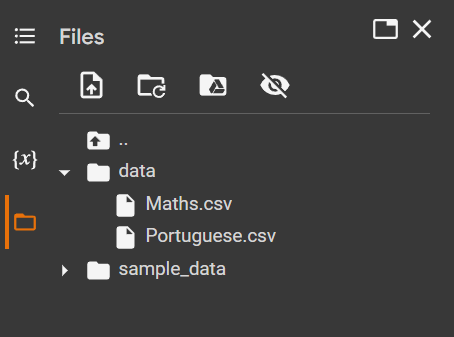 Files
{x}
..
data
Maths.csv
Portuguese.csv
sample_data